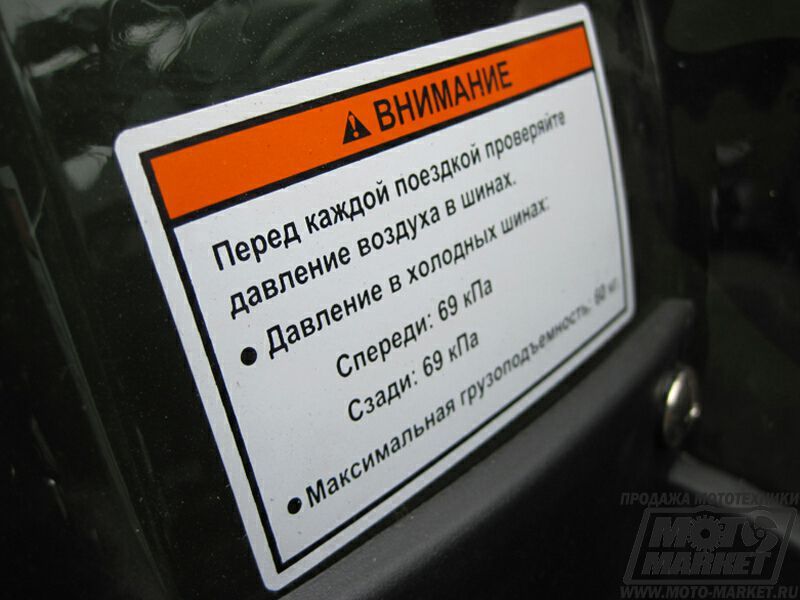 ВНИМАНИЕ
Перед каждой поездкой проверяйте
давление воздуха в шинах.
● Давление в холодных шинах:
Спереди: 69 кПа
Сзади: 69 кПа
● Максимальная грузоподъемность: 60 кг.
ПРОДАЖА МОТОТЕХНИКИ
МОТО
MARKET
WWW.MOTO-MARKET.RU